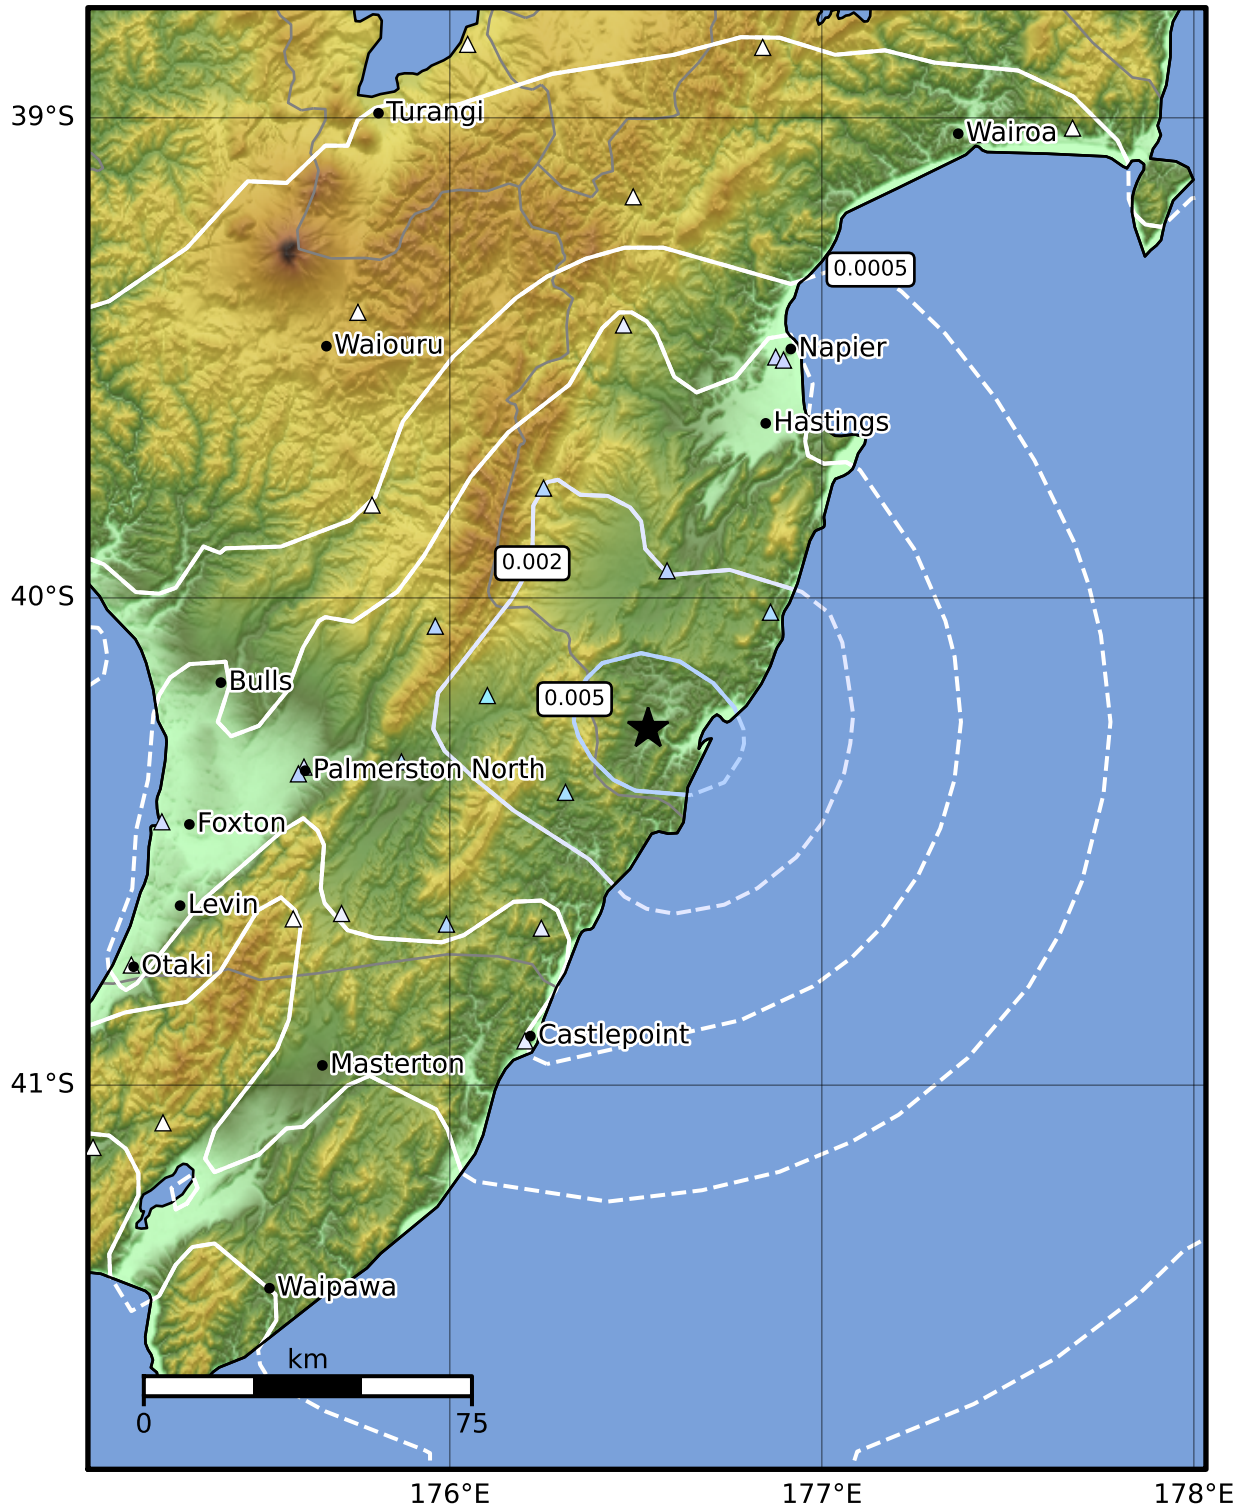 39°S
Turangi
Wairoa
0.0005
Waiouru
Napier
Hastings
0.002
40°S
Bulls
0.005
Palmerston North
Foxton
Levin
Otaki
Castlepoint
Masterton
41°S
Waipawa
km
0 75
176°E 177°E 178°E